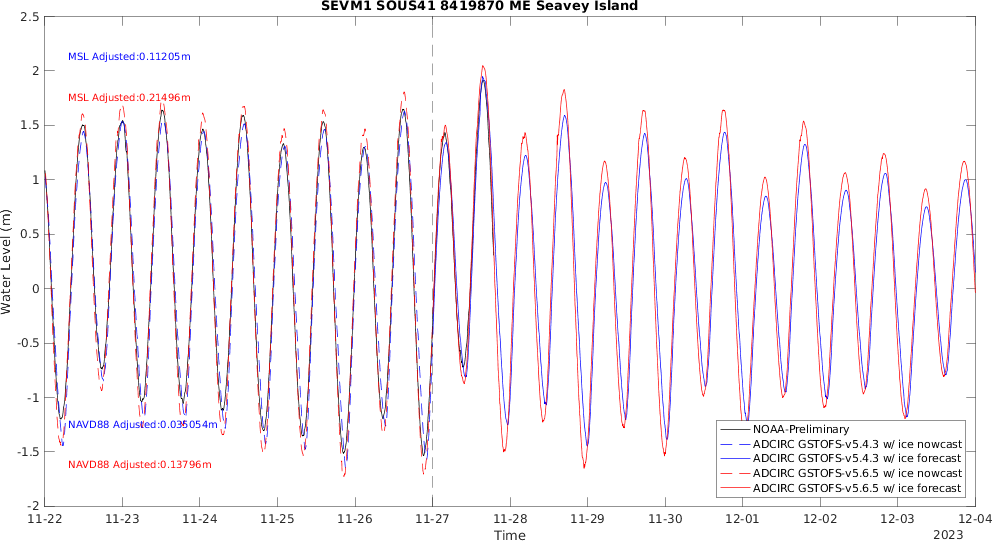 SEVM1 SOUS41 8419870 ME Seavey Island
2.5
2
1.5
1
0.5
0
-0.5
-1
-1.5
-2
Water Level (m)
MSL Adjusted:0.11205m
MSL Adjusted:0.21496m
NAVD88 Adjusted:0.035054m
NAVD88 Adjusted:0.13796m
NOAA-Preliminary
ADCIRC GSTOFS-v5.4.3 w/ ice nowcast
ADCIRC GSTOFS-v5.4.3 w/ ice forecast
ADCIRC GSTOFS-v5.6.5 w/ ice nowcast
ADCIRC GSTOFS-v5.6.5 w/ ice forecast
11-22 11-23 11-24 11-25 11-26 11-27 11-28 11-29 11-30 12-01 12-02 12-03 12-04
Time
2023